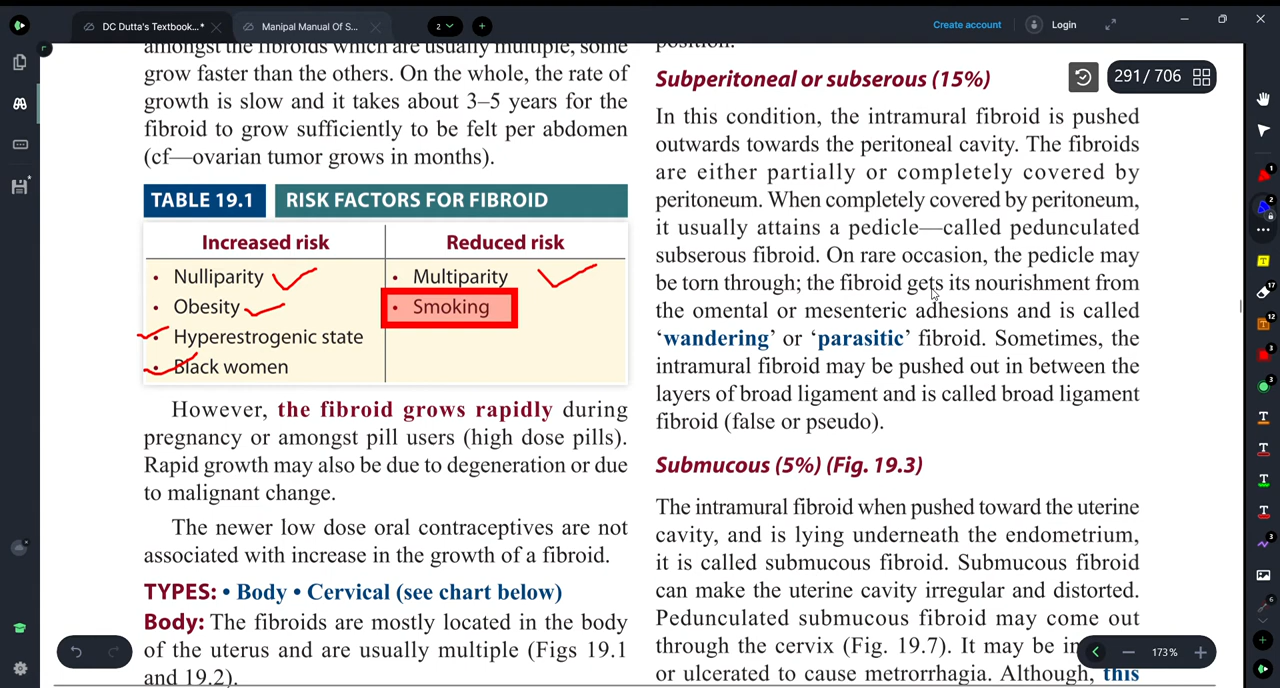 DC Dutta's Textbook...*
Manipal Manual Of S...
2
Create account
Login
291/706
amongst the fibroids which are usually multiple, some
grow faster than the others. On the whole, the rate of
growth is slow and it takes about 3–5 years for the
fibroid to grow sufficiently to be felt per abdomen
(cf—ovarian tumor grows in months).
TABLE 19.1 RISK FACTORS FOR FIBROID
Increased risk Reduced risk
• Nulliparity • Multiparity
• Obesity • Smoking
• Hyperestrogenic state
• Black women
However, the fibroid grows rapidly during
pregnancy or amongst pill users (high dose pills).
Rapid growth may also be due to degeneration or due
to malignant change.
The newer low dose oral contraceptives are not
associated with increase in the growth of a fibroid.
TYPES: • Body • Cervical (see chart below)
Body: The fibroids are mostly located in the body
of the uterus and are usually multiple (Figs 19.1
and 19.2).
position.
Subperitoneal or subserous (15%)
In this condition, the intramural fibroid is pushed
outwards towards the peritoneal cavity. The fibroids
are either partially or completely covered by
peritoneum. When completely covered by peritoneum,
it usually attains a pedicle—called pedunculated
subserous fibroid. On rare occasion, the pedicle may
be torn through; the fibroid gets its nourishment from
the omental or mesenteric adhesions and is called
‘wandering’ or ‘parasitic’ fibroid. Sometimes, the
intramural fibroid may be pushed out in between the
layers of broad ligament and is called broad ligament
fibroid (false or pseudo).
Submucous (5%) (Fig. 19.3)
The intramural fibroid when pushed toward the uterine
cavity, and is lying underneath the endometrium,
it is called submucous fibroid. Submucous fibroid
can make the uterine cavity irregular and distorted.
Pedunculated submucous fibroid may come out
through the cervix (Fig. 19.7). It may be
or ulcerated to cause metrorrhagia. Although, this
173%